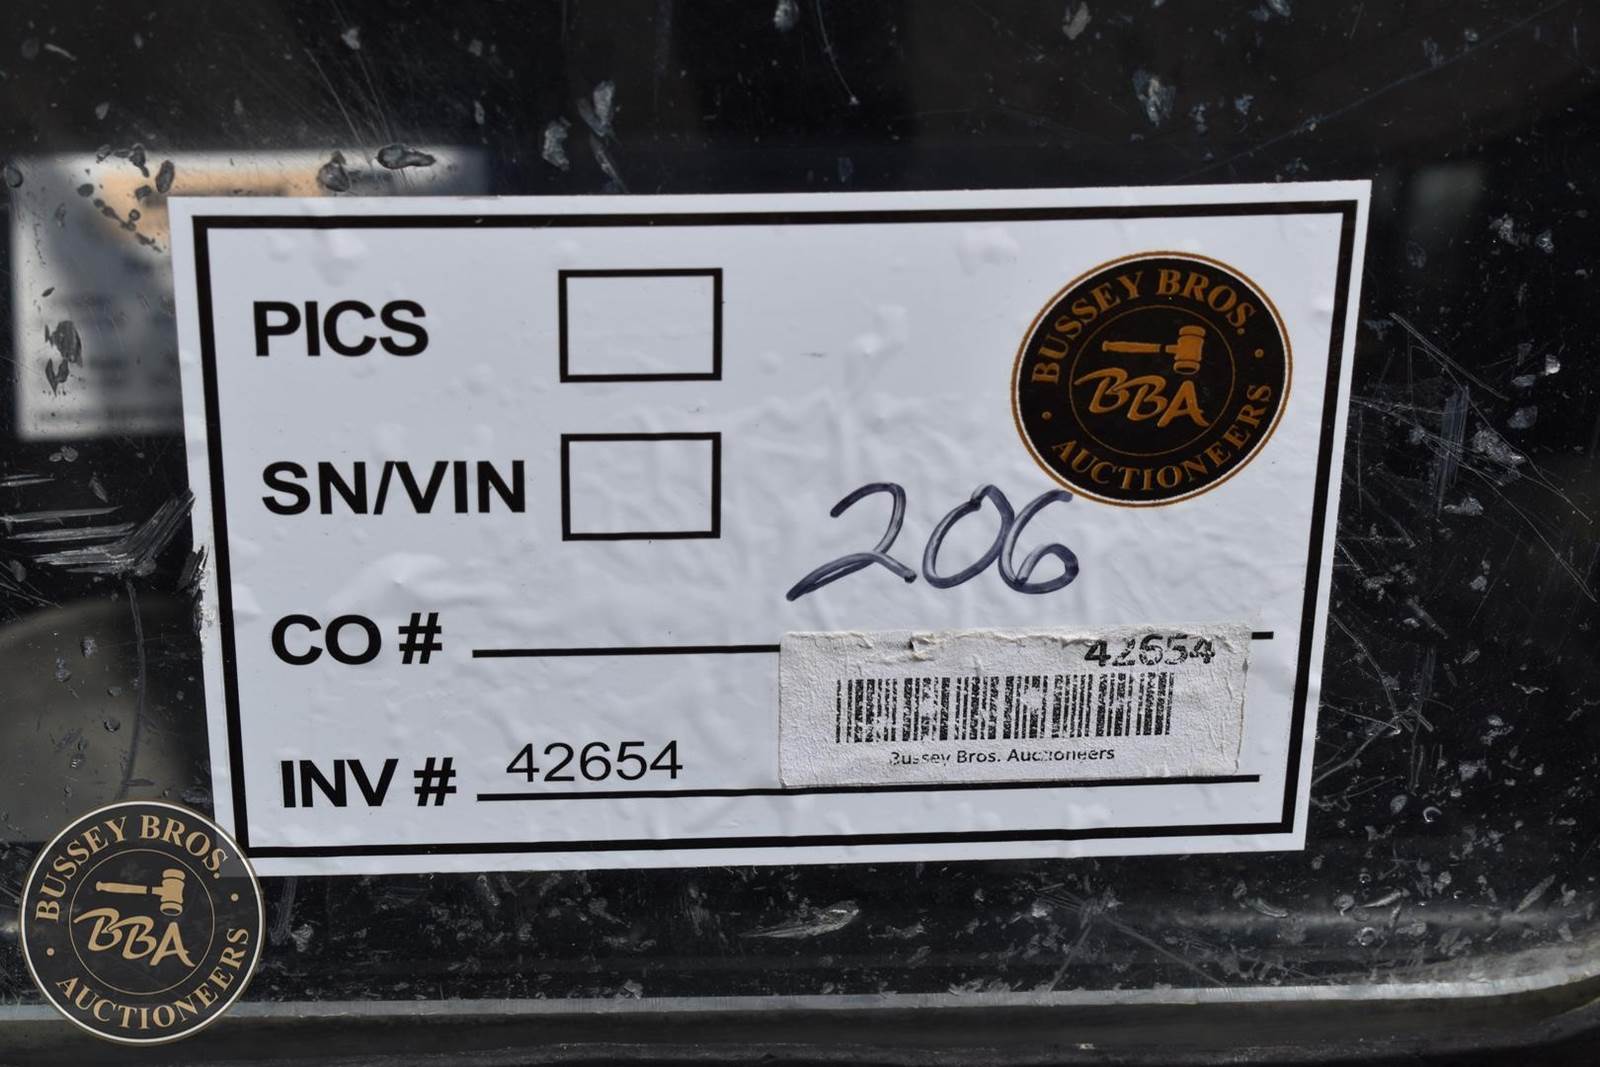 PICS
BUSSEY BROS.
BBA
AUCTIONEERS
SN/VIN
206
CO #
42654
Bussey Bros. Auctioneers
INV # 42654
BUSSEY BROS.
BBA
AUCTIONEERS